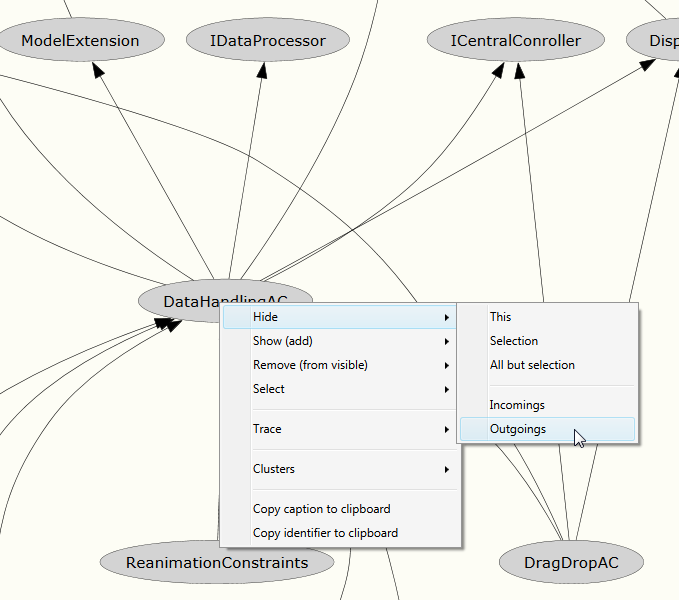 ModelExtension
IDataProcessor
ICentralConroller
Disp
DataHandlingAC
Hide
Show (add)
Remove (from visible)
Select
Trace
Clusters
Copy caption to clipboard
Copy identifier to clipboard
This
Selection
All but selection
Incomings
Outgoings
ReanimationConstraints
DragDropAC